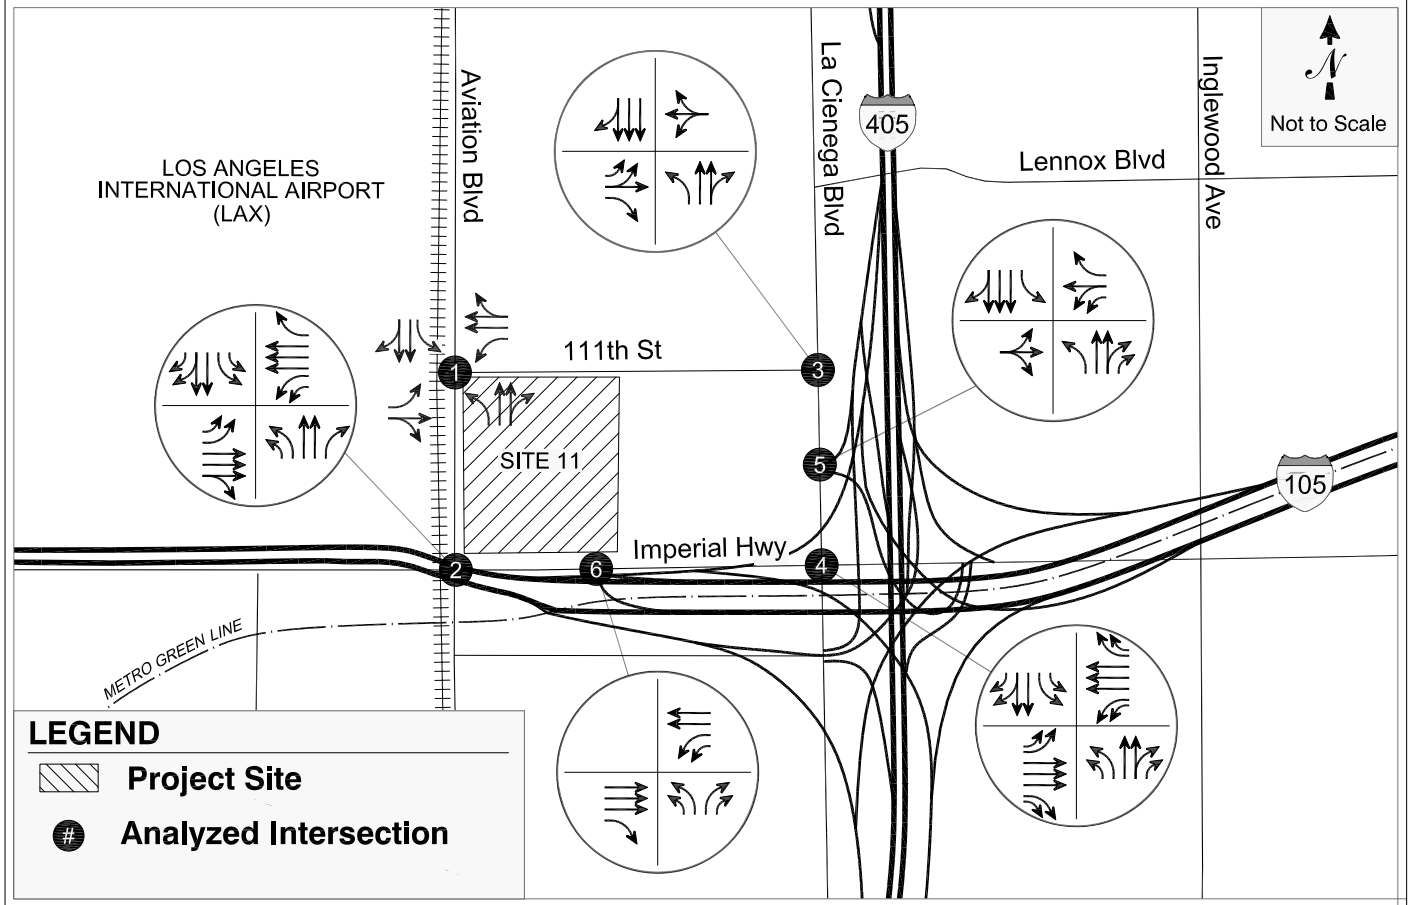 Aviation Blvd
La Cienega Blvd
405
Inglewood Ave
N
Not to Scale
Lennox Blvd
LOS ANGELES
INTERNATIONAL AIRPORT
(LAX)
111th St
1
3
SITE 11
5
105
Imperial Hwy
2
6
4
METRO GREEN LINE
LEGEND
Project Site
# Analyzed Intersection